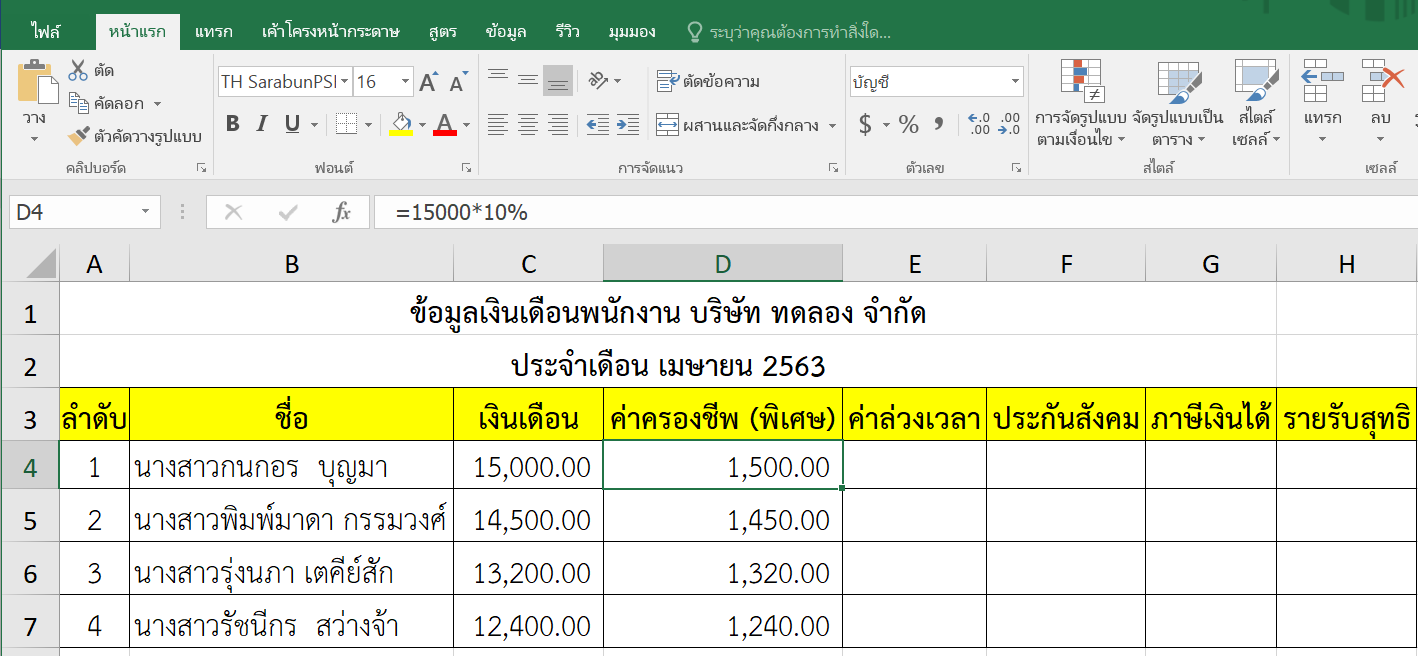 ไฟล์ หน้าแรก แทรก เค้าโครงหน้ากระดาษ สูตร ข้อมูล รีวิว มุมมอง ระบุว่าคุณต้องการทำสิ่งใด...
วาง
ตัด
คัดลอก
ตัวคัดวางรูปแบบ
คลิปบอร์ด
TH SarabunPSI 16 A A
B I U A
ฟอนต์
ตัดข้อความ
ผสานและจัดกึ่งกลาง
การจัดแนว
บัญชี
$ % , .0 .00 .00 .0
ตัวเลข
การจัดรูปแบบตามเงื่อนไข
จัดรูปแบบเป็นตาราง
สไตล์เซลล์
สไตล์
แทรก ลบ
เซลล์
D4 fx =15000*10%
A B C D E F G H
1 ข้อมูลเงินเดือนพนักงาน บริษัท ทดลอง จำกัด
2 ประจำเดือน เมษายน 2563
3 ลำดับ ชื่อ เงินเดือน ค่าครองชีพ (พิเศษ) ค่าล่วงเวลา ประกันสังคม ภาษีเงินได้ รายรับสุทธิ
4 1 นางสาวกนกอร บุญมา 15,000.00 1,500.00
5 2 นางสาวพิมพ์มาดา กรรมวงศ์ 14,500.00 1,450.00
6 3 นางสาวรุ่งนภา เตคีย์สัก 13,200.00 1,320.00
7 4 นางสาวรัชนีกร สว่างจ้า 12,400.00 1,240.00